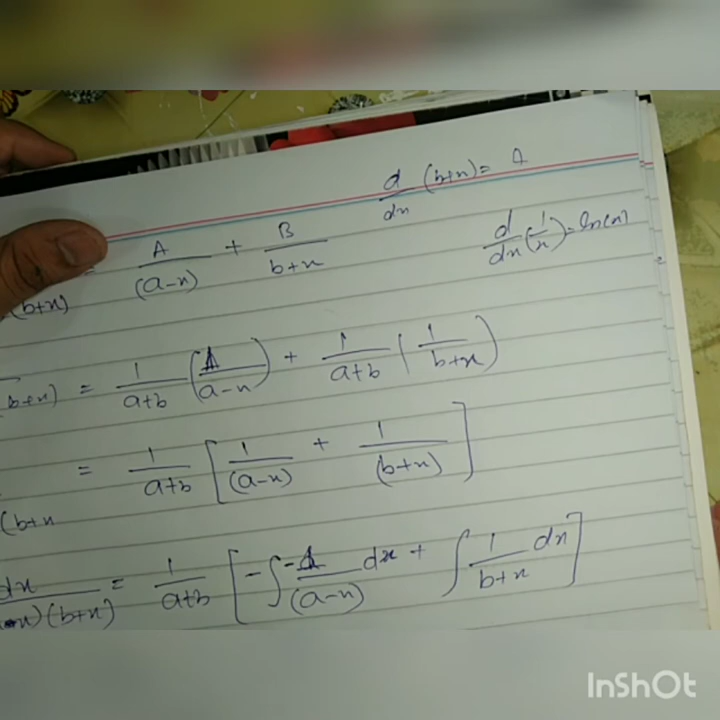 d/dx (b+x) = 1
(b+x) = A/(a-x) + B/(b+x)
d/dx (1/x) = ln(x)
(b+x) = 1/(a+b) (1/(a-x)) + 1/(a+b) (1/(b+x))
= 1/(a+b) [1/(a-x) + 1/(b+x)]
(b+x
dx/(-x)(b+x) = 1/(a+b) [-∫ -1/(a-x) dx + ∫ 1/(b+x) dx]
InShOt